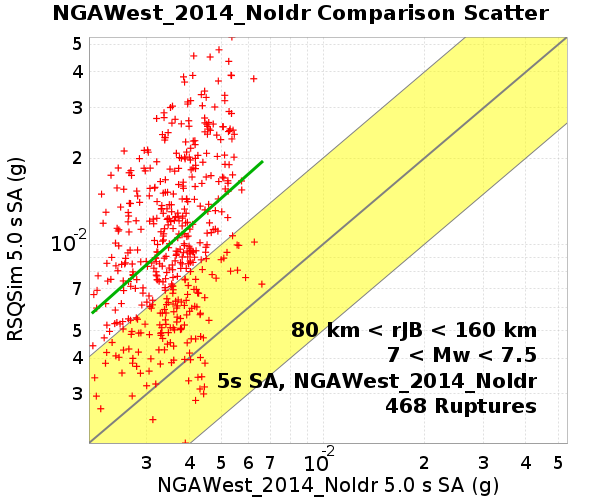 NGAWest_2014_NoIdr Comparison Scatter
5
4
3
2
10-2
7
5
4
3
RSQSim 5.0 s SA (g)
80 km < rJB < 160 km
7 < Mw < 7.5
5s SA, NGAWest_2014_NoIdr
468 Ruptures
3 4 5 6 7 10-2 2 3 4 5
NGAWest_2014_NoIdr 5.0 s SA (g)